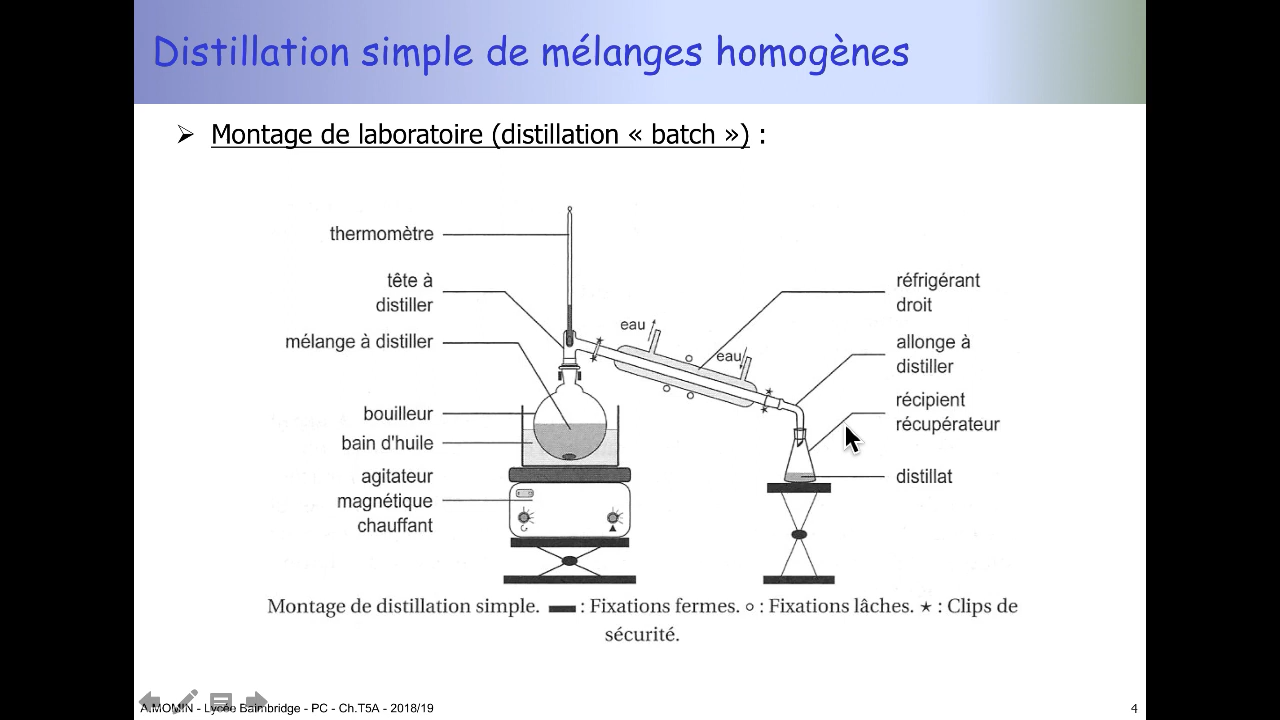 Distillation simple de mélanges homogènes
➢ Montage de laboratoire (distillation « batch ») :
thermomètre
tête à
distiller
mélange à distiller
bouilleur
bain d'huile
agitateur
magnétique
chauffant
eau
eau
réfrigérant
droit
allonge à
distiller
récipient
récupérateur
distillat
Montage de distillation simple. ▬ : Fixations fermes. ○ : Fixations lâches. ★ : Clips de
sécurité.
A.MOMIN - Lycée Baimbridge - PC - Ch.T5A - 2018/19
4